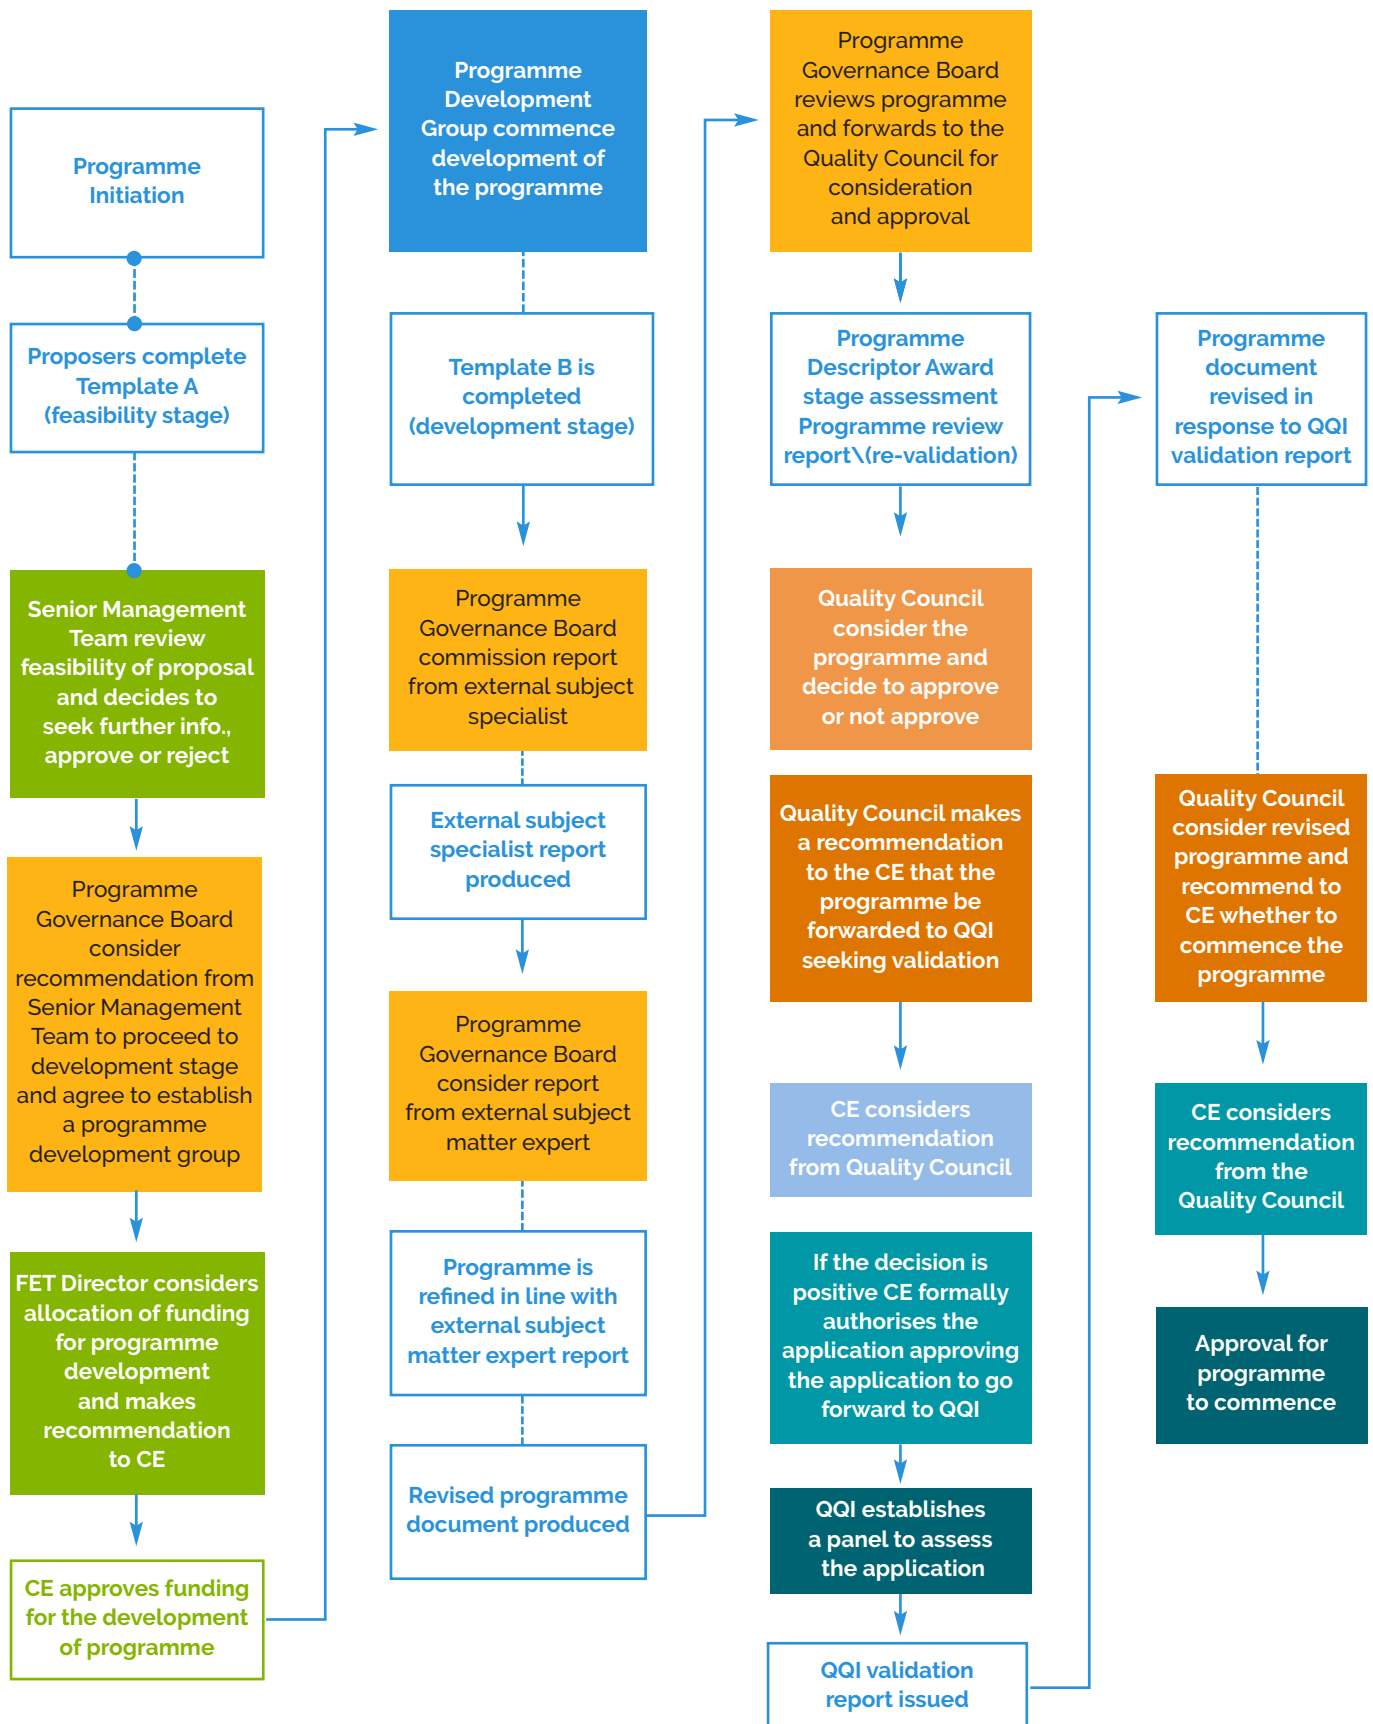 Programme
Initiation
Proposers complete
Template A
(feasibility stage)
Senior Management
Team review
feasibility of proposal
and decides to
seek further info.,
approve or reject
Programme
Governance Board
consider
recommendation from
Senior Management
Team to proceed to
development stage
and agree to establish
a programme
development group
FET Director considers
allocation of funding
for programme
development
and makes
recommendation
to CE
CE approves funding
for the development
of programme
Programme
Development
Group commence
development of
the programme
Template B is
completed
(development stage)
Programme
Governance Board
commission report
from external subject
specialist
External subject
specialist report
produced
Programme
Governance Board
consider report
from external subject
matter expert
Programme is
refined in line with
external subject
matter expert report
Revised programme
document produced
Programme
Governance Board
reviews programme
and forwards to the
Quality Council for
consideration
and approval
Programme
Descriptor Award
stage assessment
Programme review
report\(re-validation)
Quality Council
consider the
programme and
decide to approve
or not approve
Quality Council makes
a recommendation
to the CE that the
programme be
forwarded to QQI
seeking validation
CE considers
recommendation
from Quality Council
If the decision is
positive CE formally
authorises the
application approving
the application to go
forward to QQI
QQI establishes
a panel to assess
the application
QQI validation
report issued
Programme
document
revised in
response to QQI
validation report
Quality Council
consider revised
programme and
recommend to
CE whether to
commence the
programme
CE considers
recommendation
from the
Quality Council
Approval for
programme
to commence